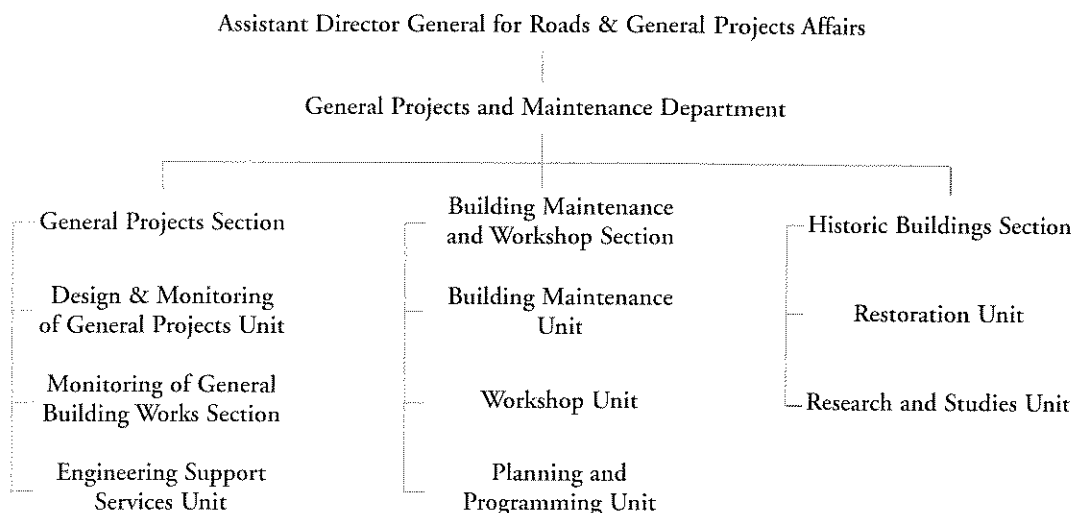 Assistant Director General for Roads & General Projects Affairs
General Projects and Maintenance Department
General Projects Section
Design & Monitoring
of General Projects Unit
Monitoring of General
Building Works Section
Engineering Support
Services Unit
Building Maintenance
and Workshop Section
Building Maintenance
Unit
Workshop Unit
Planning and
Programming Unit
Historic Buildings Section
Restoration Unit
Research and Studies Unit